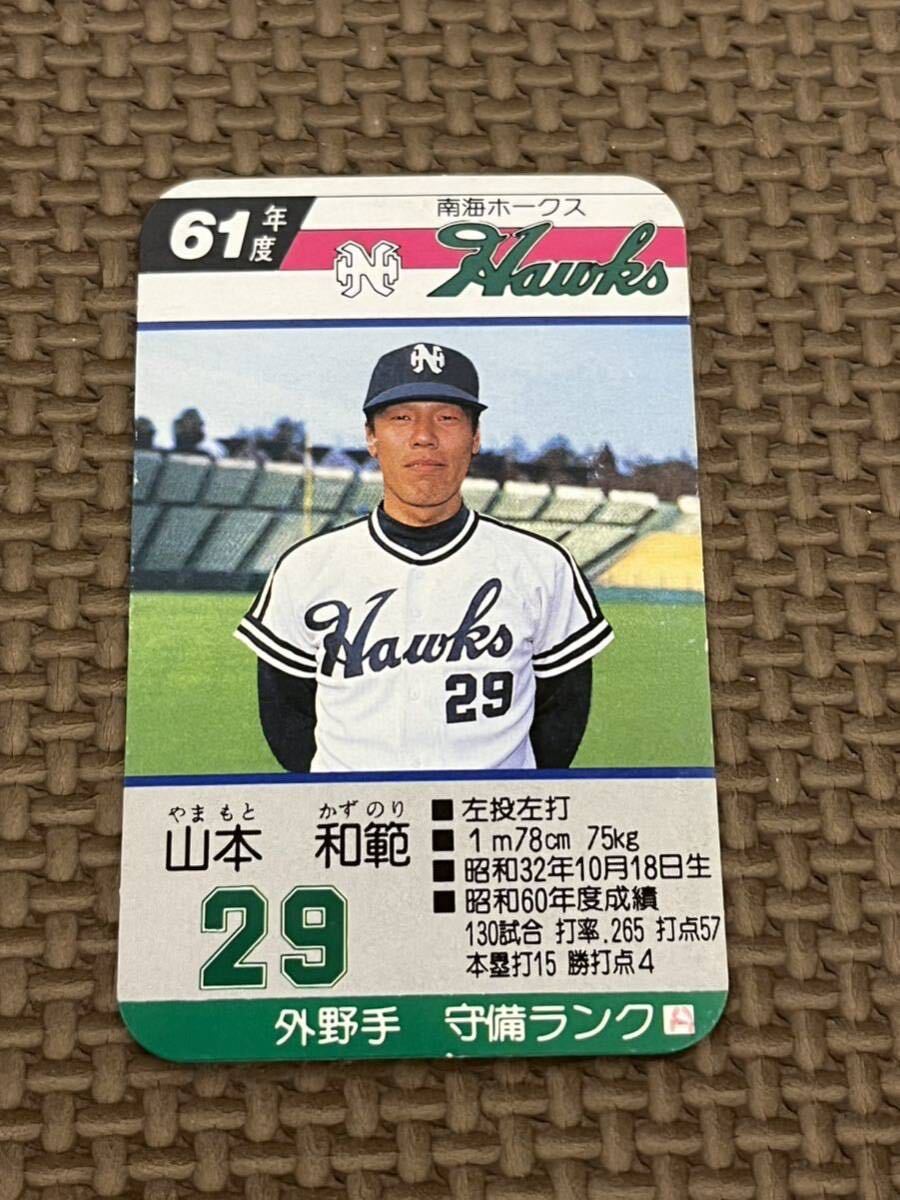 61年度
南海ホークス
NH
Hawks
NH
Hawks
29
やまもと かずのり
山本 和範
29
■左投左打
■1m78cm 75kg
■昭和32年10月18日生
■昭和60年度成績
130試合 打率.265 打点57
本塁打15 勝打点4
外野手 守備ランクA